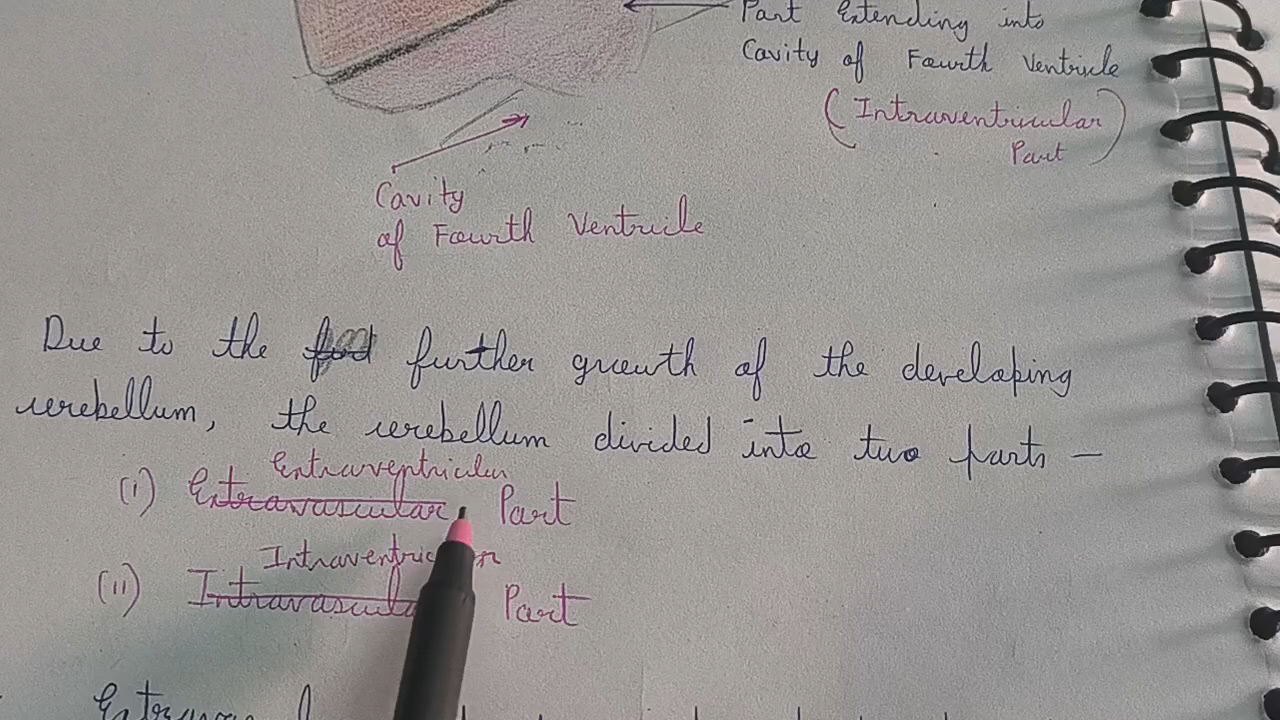 Part Extending into
Cavity of Fourth Ventricle
(Intraventricular
Part)
Cavity
of Fourth Ventricle
Due to the further growth of the developing
cerebellum, the cerebellum divided into two parts —
Extraventricular
(i) Extravascular Part
Intraventricular
(ii) Intravascular Part